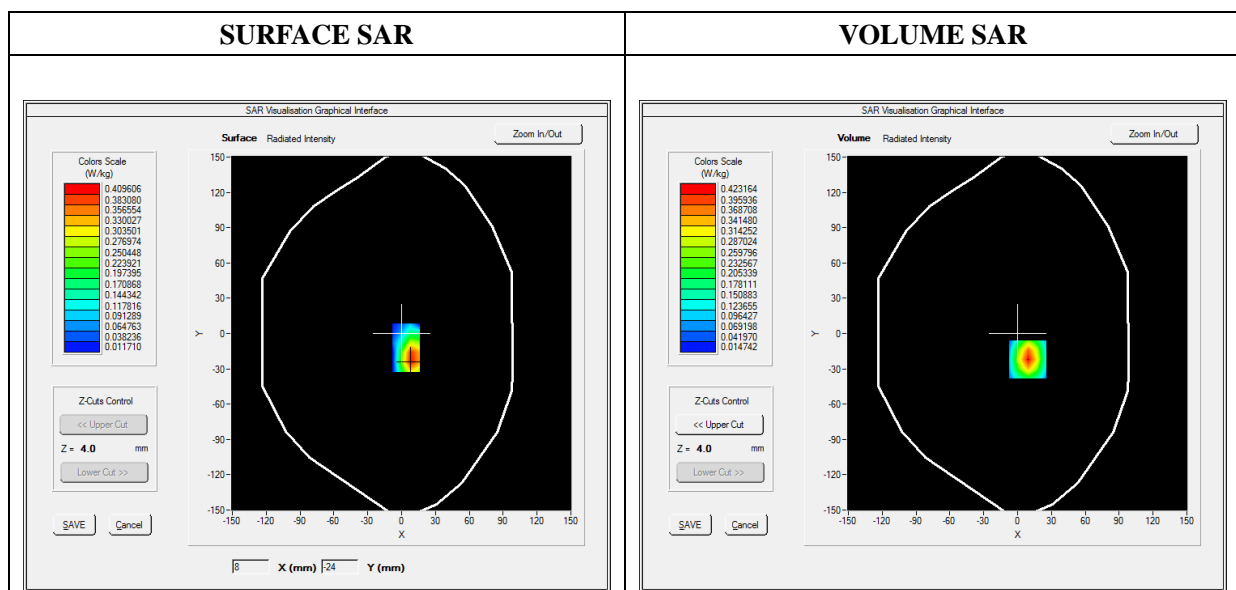 SURFACE SAR
VOLUME SAR
SAR Visualisation Graphical Interface
Surface Radiated Intensity
Zoom In/Out
Colors Scale
(W/kg)
0.409606
0.383080
0.356554
0.330027
0.303501
0.276974
0.250448
0.223921
0.197395
0.170868
0.144342
0.117816
0.091289
0.064763
0.038236
0.011710
Z-Cuts Control
<< Upper Cut
Z = 4.0 mm
Lower Cut >>
SAVE Cancel
150
120
90
60
30
0
-30
-60
-90
-120
-150
Y
-150 -120 -90 -60 -30 0 30 60 90 120 150
X
8 X (mm) -24 Y (mm)
SAR Visualisation Graphical Interface
Volume Radiated Intensity
Zoom In/Out
Colors Scale
(W/kg)
0.423164
0.395936
0.368708
0.341480
0.314252
0.287024
0.259796
0.232567
0.205339
0.178111
0.150883
0.123655
0.096427
0.069198
0.041970
0.014742
Z-Cuts Control
<< Upper Cut
Z = 4.0 mm
Lower Cut >>
SAVE Cancel
150
120
90
60
30
0
-30
-60
-90
-120
-150
Y
-150 -120 -90 -60 -30 0 30 60 90 120 150
X